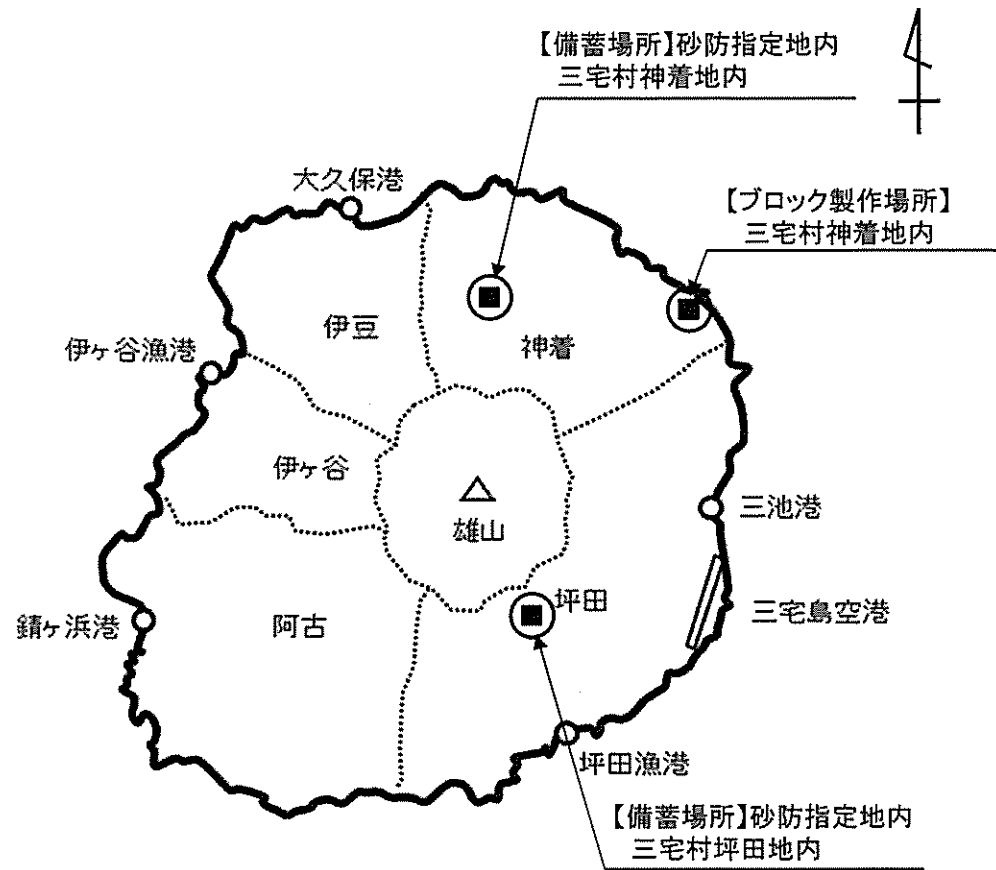 【備蓄場所】砂防指定地内
三宅村神着地内
大久保港
【ブロック製作場所】
三宅村神着地内
伊豆
神着
伊ヶ谷漁港
伊ヶ谷
三池港
雄山
坪田
三宅島空港
錆ヶ浜港
阿古
坪田漁港
【備蓄場所】砂防指定地内
三宅村坪田地内